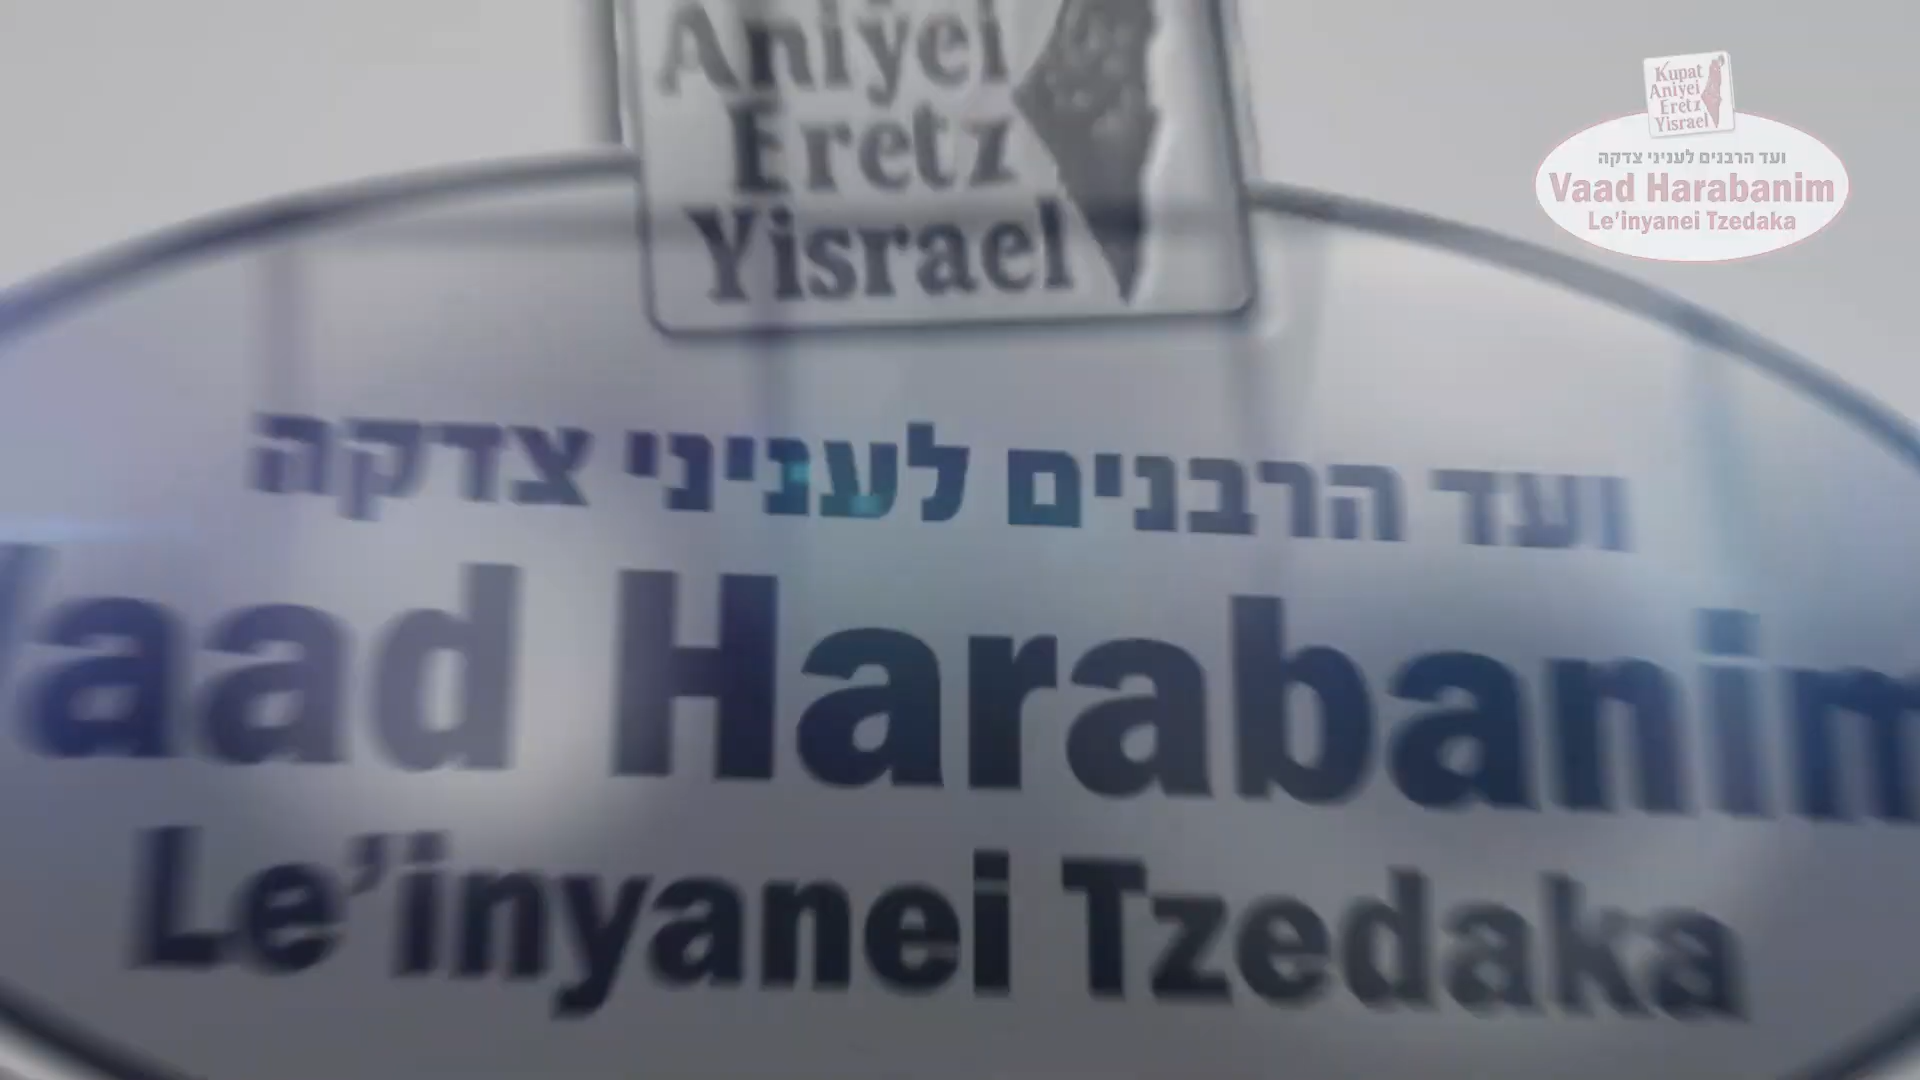 Aniyei
Eretz
Yisrael
ועד הרבנים לעניני צדקה
Vaad Harabanim
Le'inyanei Tzedaka
Kupat
Aniyei
Eretz
Yisrael
ועד הרבנים לעניני צדקה
Vaad Harabanim
Le'inyanei Tzedaka